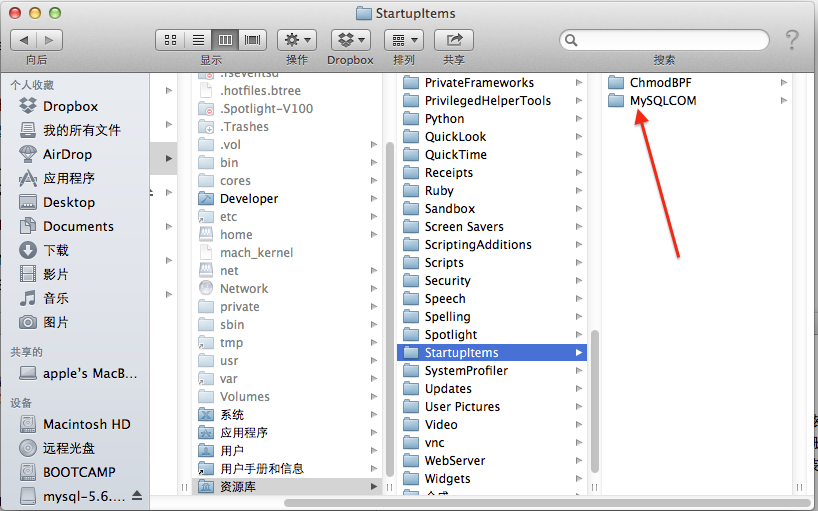 StartupItems
向后
显示
操作
Dropbox
排列
共享
搜索
个人收藏
Dropbox
我的所有文件
AirDrop
应用程序
Desktop
Documents
下载
影片
音乐
图片
共享的
apple's MacB...
设备
Macintosh HD
远程光盘
BOOTCAMP
mysql-5.6....
.fseventsd
.hotfiles.btree
.Spotlight-V100
.Trashes
.vol
bin
cores
Developer
etc
home
mach_kernel
net
Network
private
sbin
tmp
usr
var
Volumes
系统
应用程序
用户
用户手册和信息
资源库
PrivateFrameworks
PrivilegedHelperTools
Python
QuickLook
QuickTime
Receipts
Ruby
Sandbox
Screen Savers
ScriptingAdditions
Scripts
Security
Speech
Spelling
Spotlight
StartupItems
SystemProfiler
Updates
User Pictures
Video
vnc
WebServer
Widgets
ChmodBPF
MySQLCOM